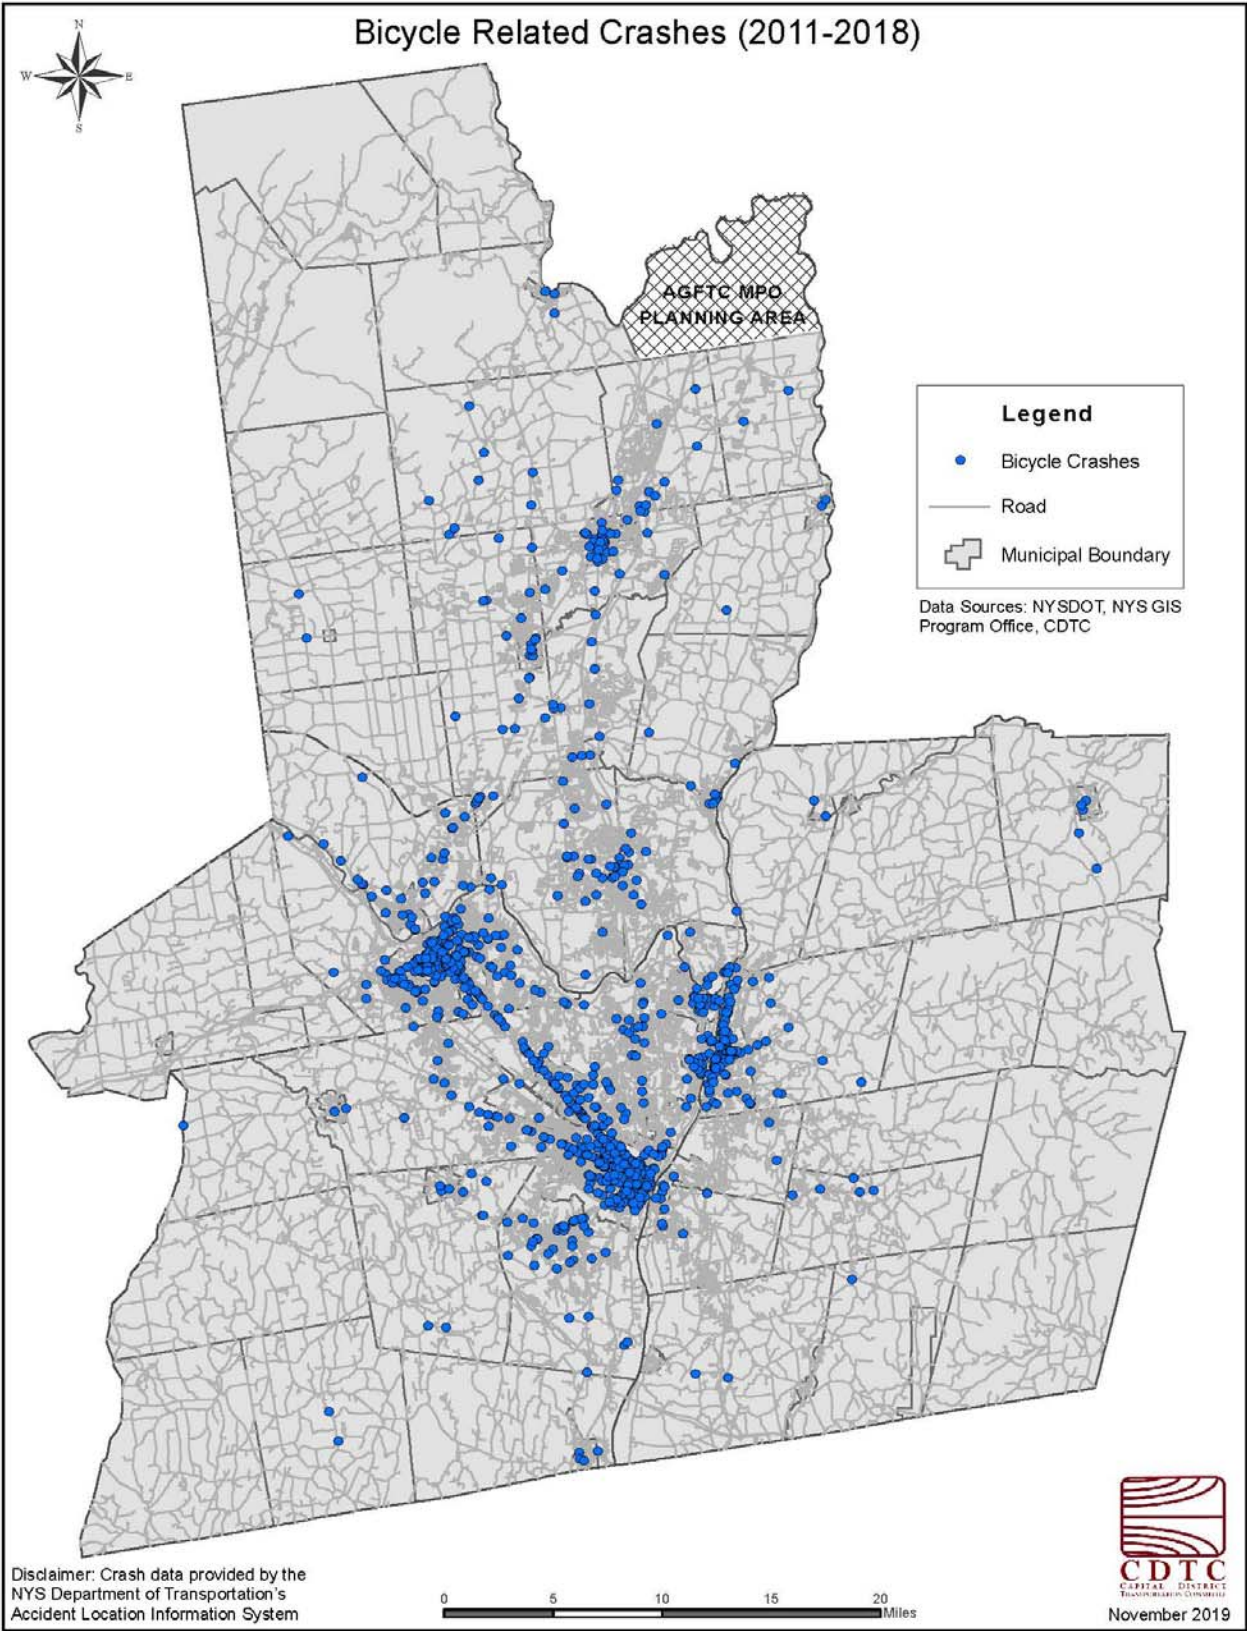 Bicycle Related Crashes (2011-2018)
N
W
E
S
AGFTC MPO
PLANNING AREA
Legend
Bicycle Crashes
Road
Municipal Boundary
Data Sources: NYSDOT, NYS GIS
Program Office, CDTC
Disclaimer: Crash data provided by the
NYS Department of Transportation's
Accident Location Information System
0 5 10 15 20
Miles
CDTC
CAPITAL DISTRICT
TRANSPORTATION COMMITTEE
November 2019